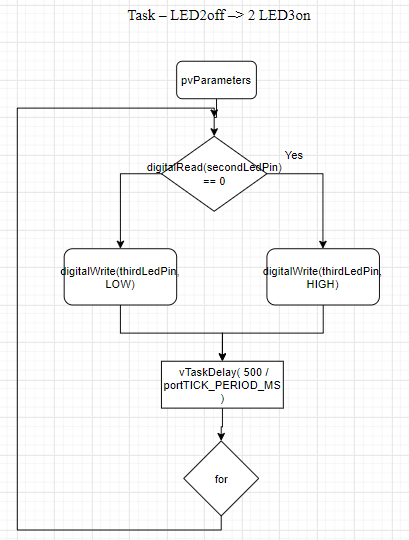 Task – LED2off –> 2 LED3on
pvParameters
digitalRead(secondLedPin)
== 0
Yes
digitalWrite(thirdLedPin,
LOW)
digitalWrite(thirdLedPin,
HIGH)
vTaskDelay( 500 /
portTICK_PERIOD_MS
)
for